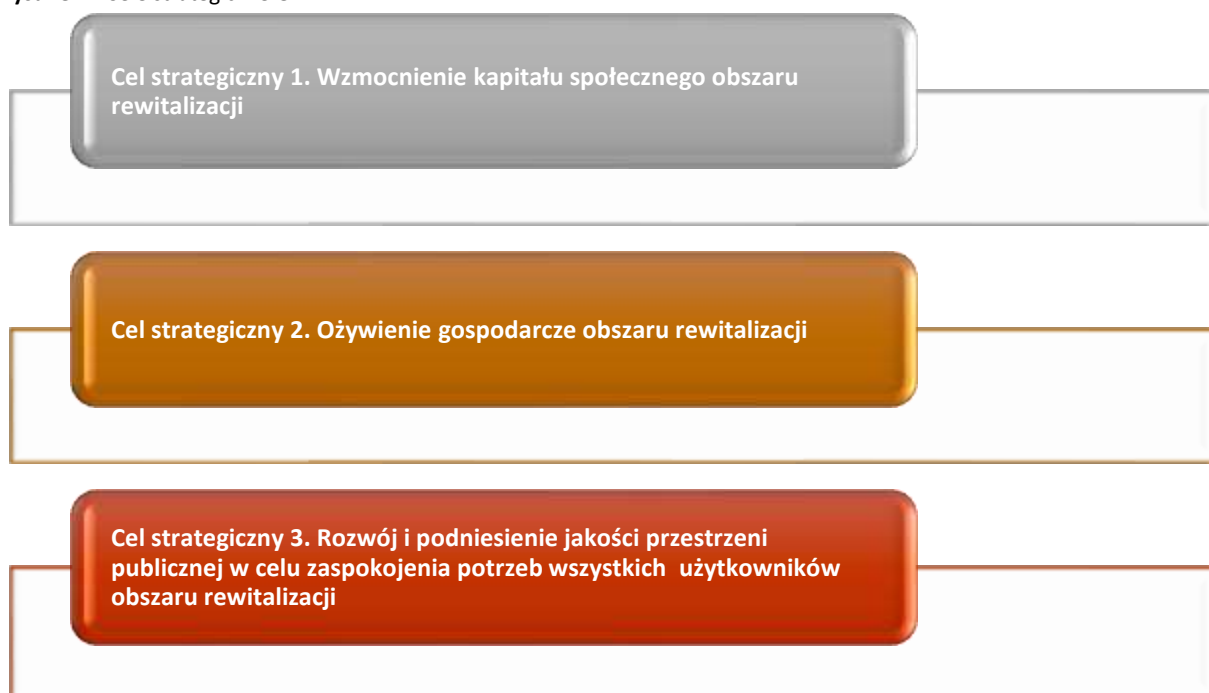 Cel strategiczny 1. Wzmocnienie kapitału społecznego obszaru
rewitalizacji
Cel strategiczny 2. Ożywienie gospodarcze obszaru rewitalizacji
Cel strategiczny 3. Rozwój i podniesienie jakości przestrzeni
publicznej w celu zaspokojenia potrzeb wszystkich użytkowników
obszaru rewitalizacji